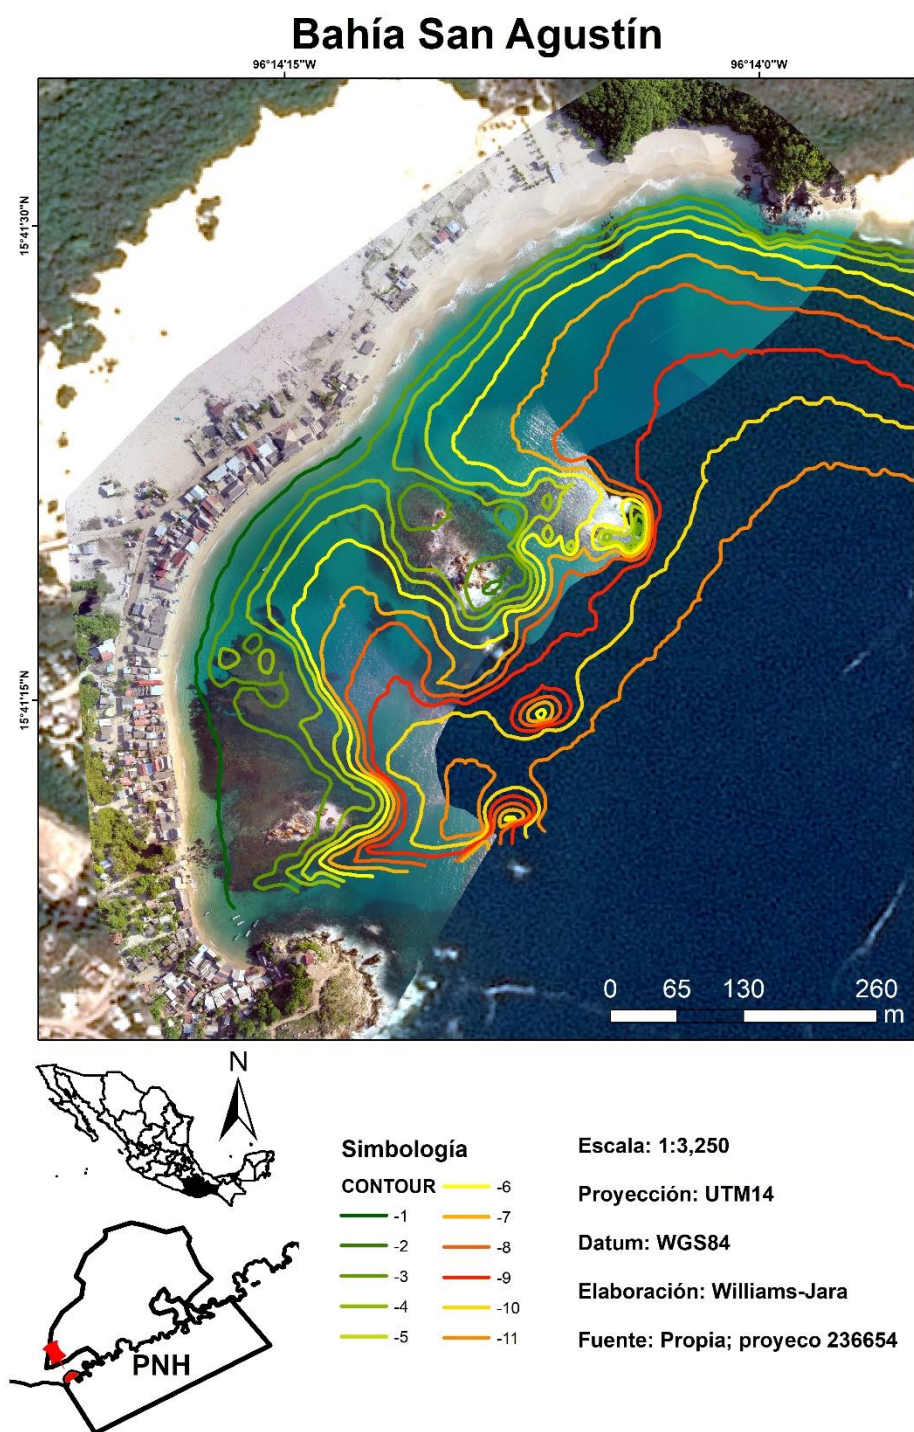 Bahía San Agustín
96°14'15"W
96°14'0"W
15°41'30"N
15°41'15"N
0 65 130 260
m
N
PNH
Simbología
CONTOUR
-1
-2
-3
-4
-5
-6
-7
-8
-9
-10
-11
Escala: 1:3,250
Proyección: UTM14
Datum: WGS84
Elaboración: Williams-Jara
Fuente: Propia; proyeco 236654